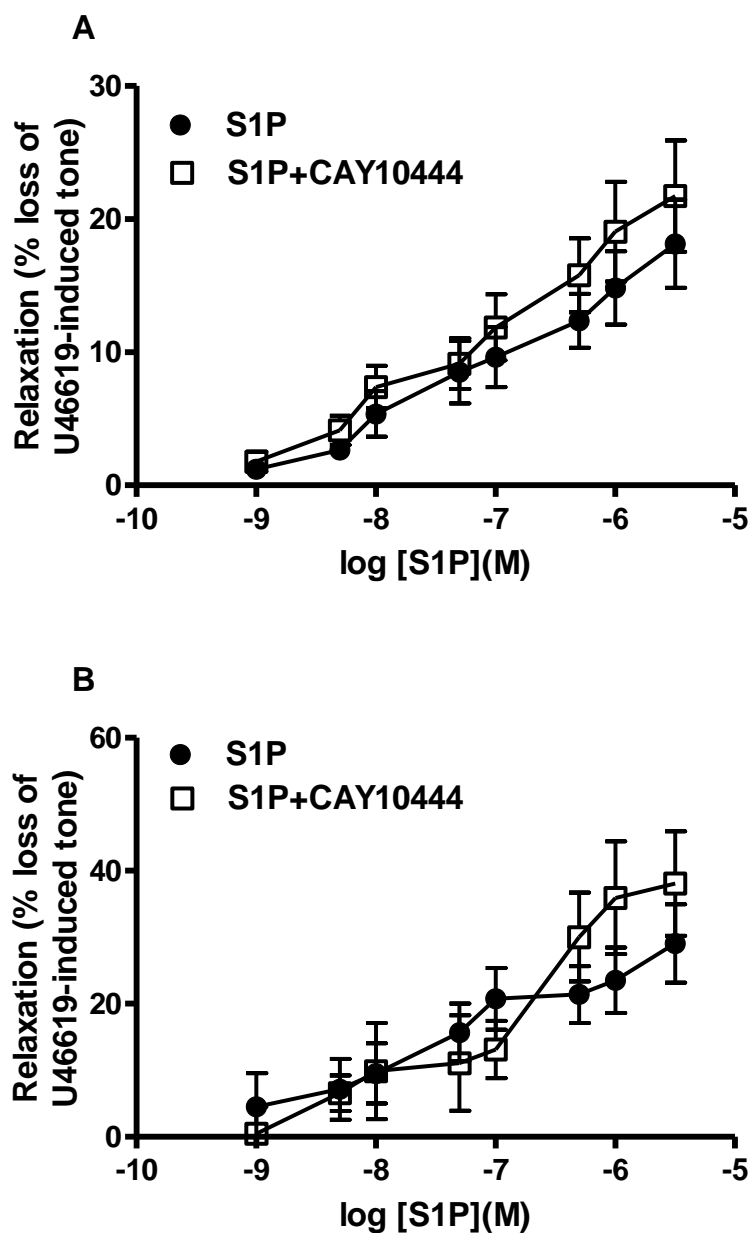 A
Relaxation (% loss of
U46619-induced tone)
30
20
10
0
S1P
S1P+CAY10444
-10
-9
-8
-7
-6
-5
log [S1P](M)
B
Relaxation (% loss of
U46619-induced tone)
60
40
20
0
S1P
S1P+CAY10444
-10
-9
-8
-7
-6
-5
log [S1P](M)